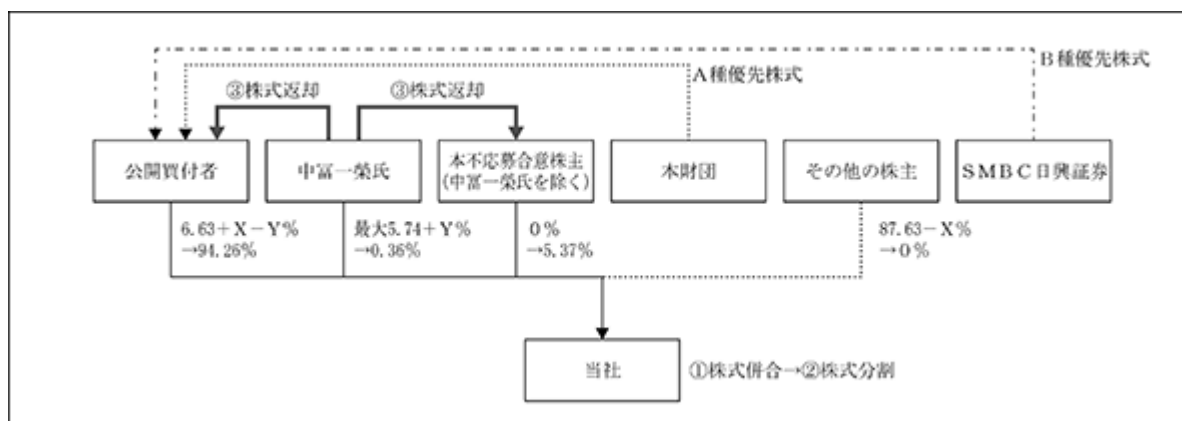 B種優先株式
A種優先株式
③株式返却
③株式返却
公開買付者
中冨一榮氏
本不応募合意株主
(中冨一榮氏を除く)
本財団
その他の株主
SMBC日興証券
6.63+X-Y%
→94.26%
最大5.74+Y%
→0.36%
0%
→5.37%
87.63-X%
→0%
当社
①株式併合→②株式分割